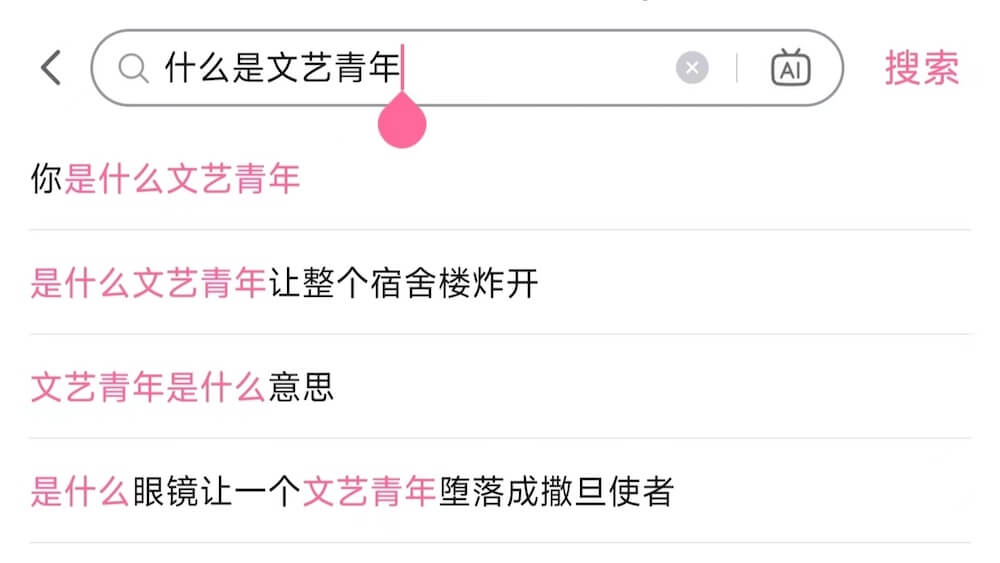 什么是文艺青年 AI 搜索
你是什么文艺青年
是什么文艺青年让整个宿舍楼炸开
文艺青年是什么意思
是什么眼镜让一个文艺青年堕落成撒旦使者